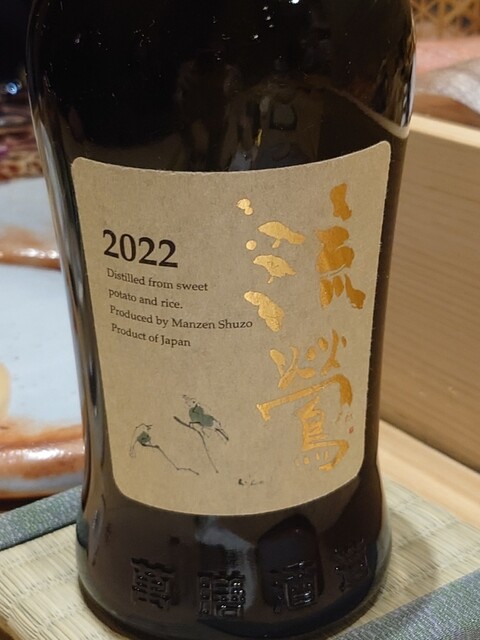 2022
Distilled from sweet
potato and rice.
Produced by Manzen Shuzo
Product of Japan
流鶯
萬膳酒造